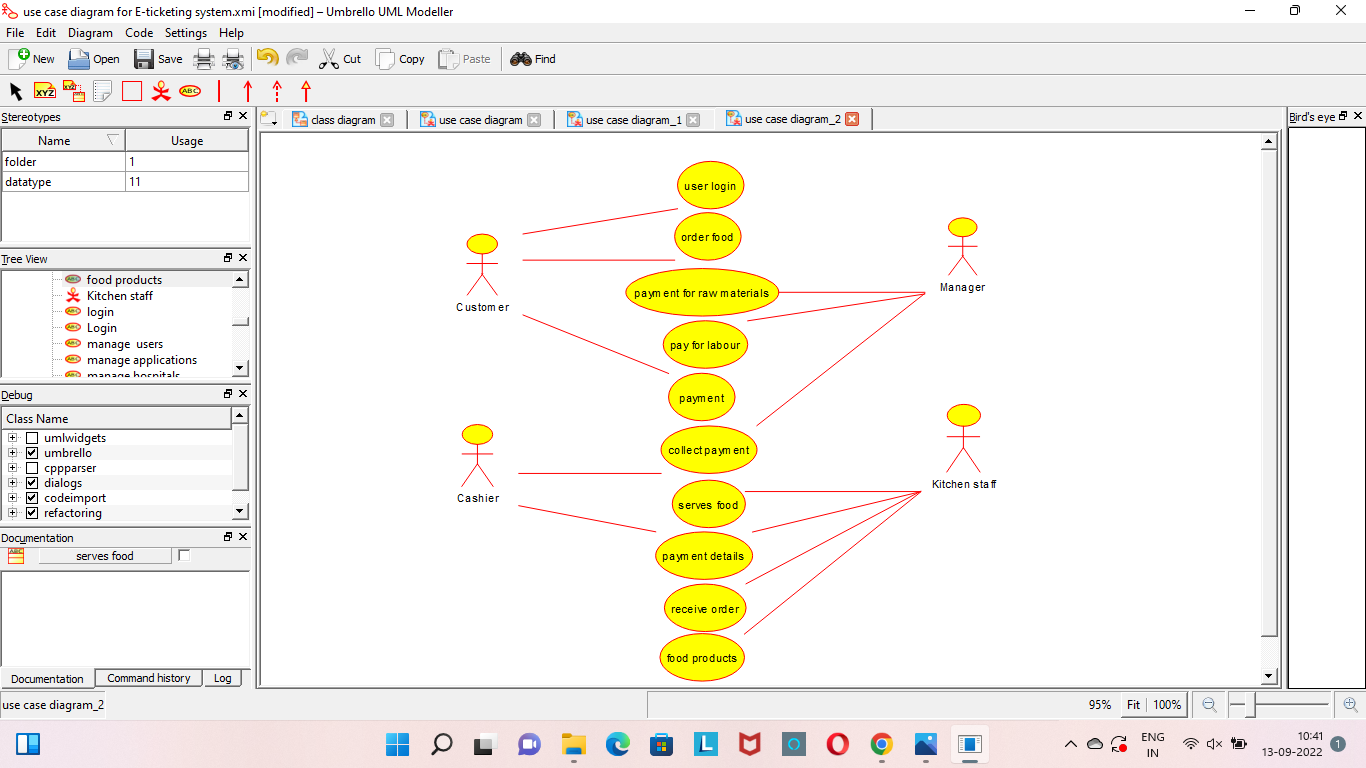 use case diagram for E-ticketing system.xmi [modified] – Umbrello UML Modeller
File Edit Diagram Code Settings Help
New Open Save Cut Copy Paste Find
XYZ XYZ ABC
Stereotypes
Name Usage
folder 1
datatype 11
Tree View
food products
Kitchen staff
login
Login
manage users
manage applications
manage hospitals
Debug
Class Name
umlwidgets
umbrello
cppparser
dialogs
codeimport
refactoring
Documentation
serves food
Documentation Command history Log
class diagram use case diagram use case diagram_1 use case diagram_2
user login
order food
payment for raw materials
pay for labour
payment
collect payment
serves food
payment details
receive order
food products
Customer
Cashier
Manager
Kitchen staff
Bird's eye
use case diagram_2
95% Fit 100%
L
ENG
IN
10:41
13-09-2022
1